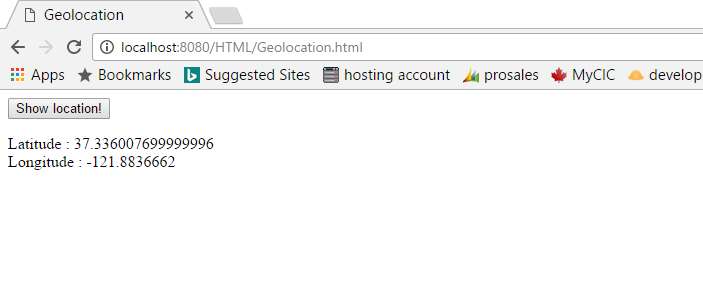 Geolocation
localhost:8080/HTML/Geolocation.html
Apps Bookmarks Suggested Sites hosting account prosales MyCIC develop
Show location!
Latitude : 37.336007699999996
Longitude : -121.8836662